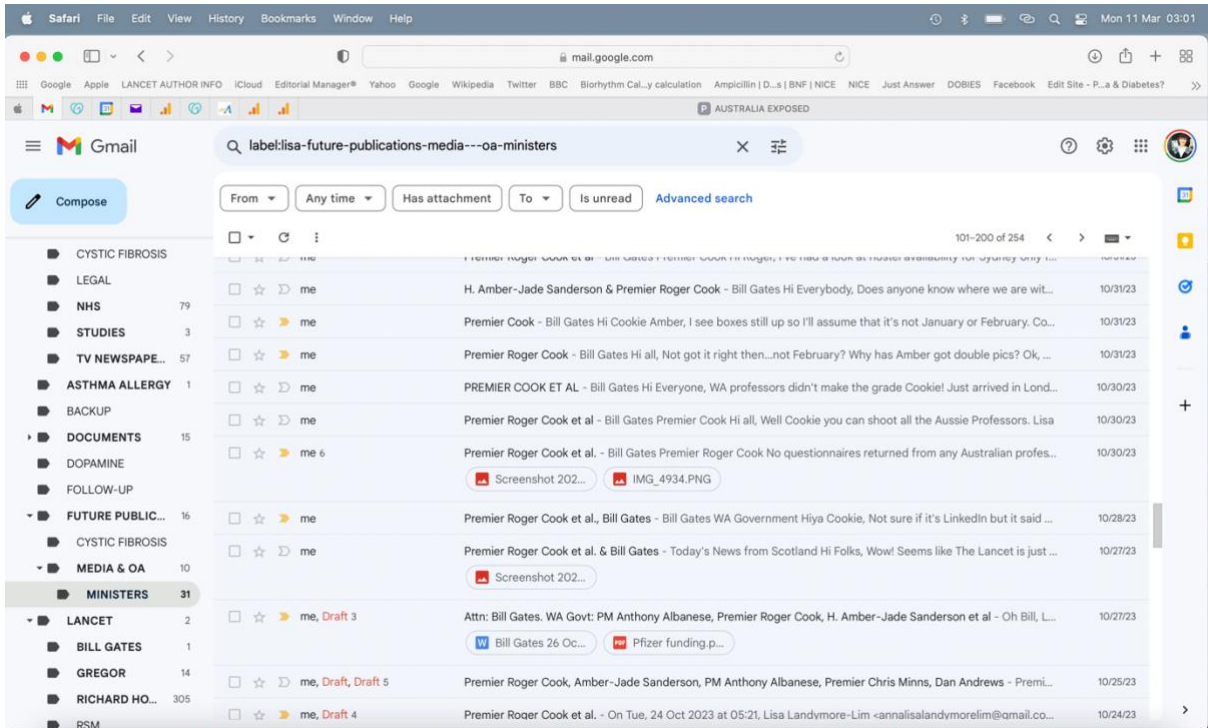 Safari File Edit View History Bookmarks Window Help Mon 11 Mar 03:01
mail.google.com
Google Apple LANCET AUTHOR INFO iCloud Editorial Manager® Yahoo Google Wikipedia Twitter BBC Biorhythm Cal...y calculation Ampicillin | D...s | BNF | NICE NICE Just Answer DOBIES Facebook Edit Site - P...a & Diabetes?
AUSTRALIA EXPOSED
Gmail
label:lisa-future-publications-media---oa-ministers
Compose
From Any time Has attachment To Is unread Advanced search
101–200 of 254
CYSTIC FIBROSIS
LEGAL
NHS 79
STUDIES 3
TV NEWSPAPE... 57
ASTHMA ALLERGY 1
BACKUP
DOCUMENTS 15
DOPAMINE
FOLLOW-UP
FUTURE PUBLIC... 16
CYSTIC FIBROSIS
MEDIA & OA 10
MINISTERS 31
LANCET 2
BILL GATES 1
GREGOR 14
RICHARD HO... 305
RSM
me H. Amber-Jade Sanderson & Premier Roger Cook - Bill Gates Hi Everybody, Does anyone know where we are wit... 10/31/23
me Premier Cook - Bill Gates Hi Cookie Amber, I see boxes still up so I'll assume that it's not January or February. Co... 10/31/23
me Premier Roger Cook - Bill Gates Hi all, Not got it right then...not February? Why has Amber got double pics? Ok, ... 10/31/23
me PREMIER COOK ET AL - Bill Gates Hi Everyone, WA professors didn't make the grade Cookie! Just arrived in Lond... 10/30/23
me Premier Roger Cook et al - Bill Gates Premier Cook Hi all, Well Cookie you can shoot all the Aussie Professors. Lisa 10/30/23
me 6 Premier Roger Cook et al. - Bill Gates Premier Roger Cook No questionnaires returned from any Australian profes... 10/30/23
Screenshot 202... IMG_4934.PNG
me Premier Roger Cook et al., Bill Gates - Bill Gates WA Government Hiya Cookie, Not sure if it's LinkedIn but it said ... 10/28/23
me Premier Roger Cook et al. & Bill Gates - Today's News from Scotland Hi Folks, Wow! Seems like The Lancet is just ... 10/27/23
Screenshot 202...
me, Draft 3 Attn: Bill Gates. WA Govt: PM Anthony Albanese, Premier Roger Cook, H. Amber-Jade Sanderson et al - Oh Bill, L... 10/27/23
Bill Gates 26 Oc... Pfizer funding.p...
me, Draft, Draft 5 Premier Roger Cook, Amber-Jade Sanderson, PM Anthony Albanese, Premier Chris Minns, Dan Andrews - Premi... 10/25/23
me, Draft 4 Premier Roger Cook et al. - On Tue, 24 Oct 2023 at 05:21, Lisa Landymore-Lim <annalisalandymorelim@gmail.co... 10/24/23